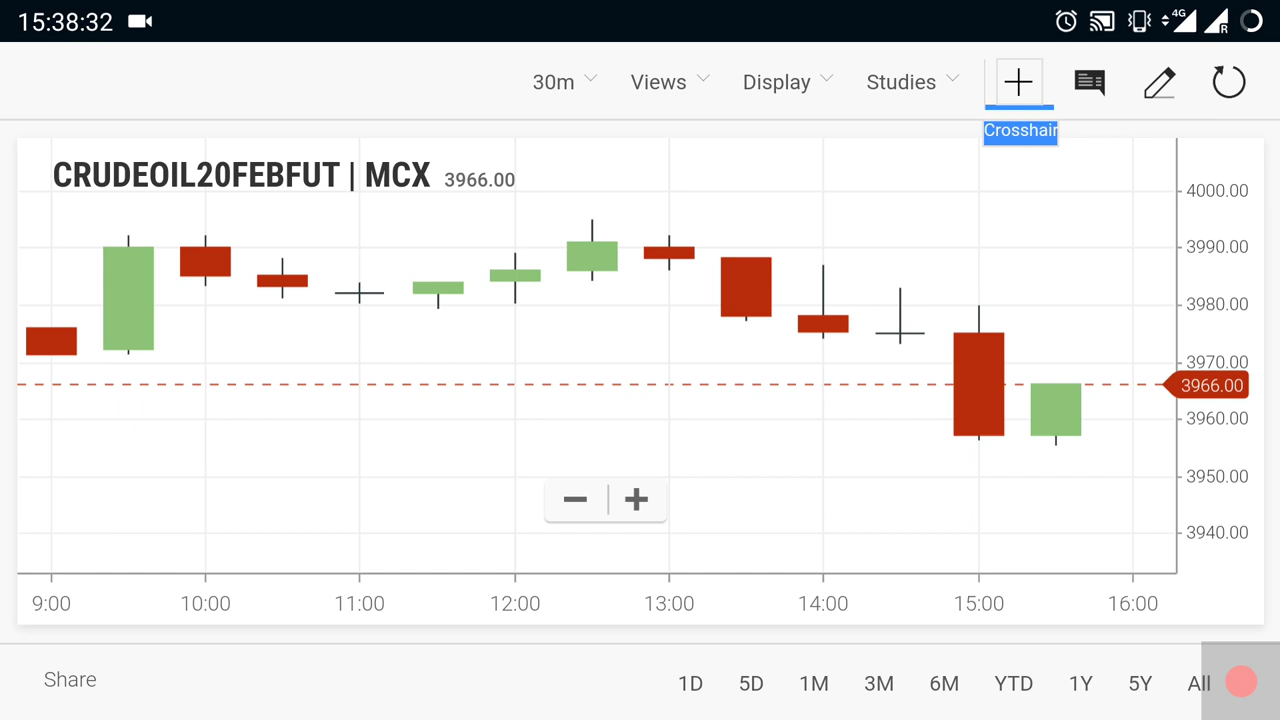 15:38:32
4G
R
30m Views Display Studies
Crosshair
CRUDEOIL20FEBFUT | MCX 3966.00
4000.00
3990.00
3980.00
3970.00
3966.00
3960.00
3950.00
3940.00
9:00 10:00 11:00 12:00 13:00 14:00 15:00 16:00
Share 1D 5D 1M 3M 6M YTD 1Y 5Y All